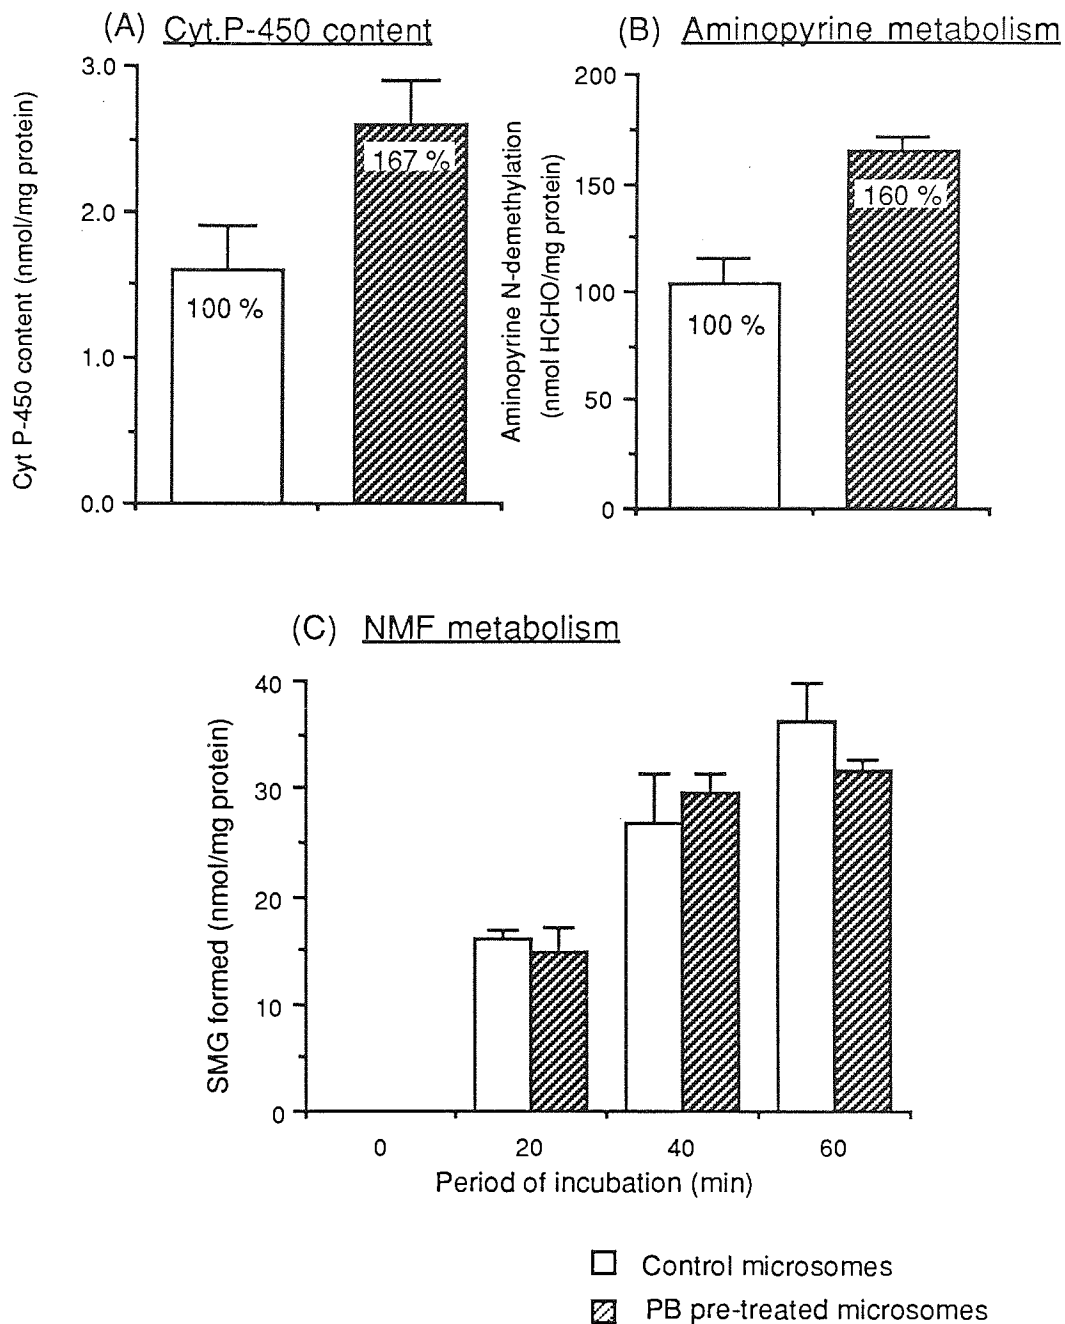 (A) Cyt.P-450 content
Cyt P-450 content (nmol/mg protein)
3.0
2.0
1.0
0.0
100 %
167 %
(B) Aminopyrine metabolism
Aminopyrine N-demethylation
(nmol HCHO/mg protein)
200
150
100
50
0
100 %
160 %
(C) NMF metabolism
SMG formed (nmol/mg protein)
40
30
20
10
0
0 20 40 60
Period of incubation (min)
Control microsomes
PB pre-treated microsomes